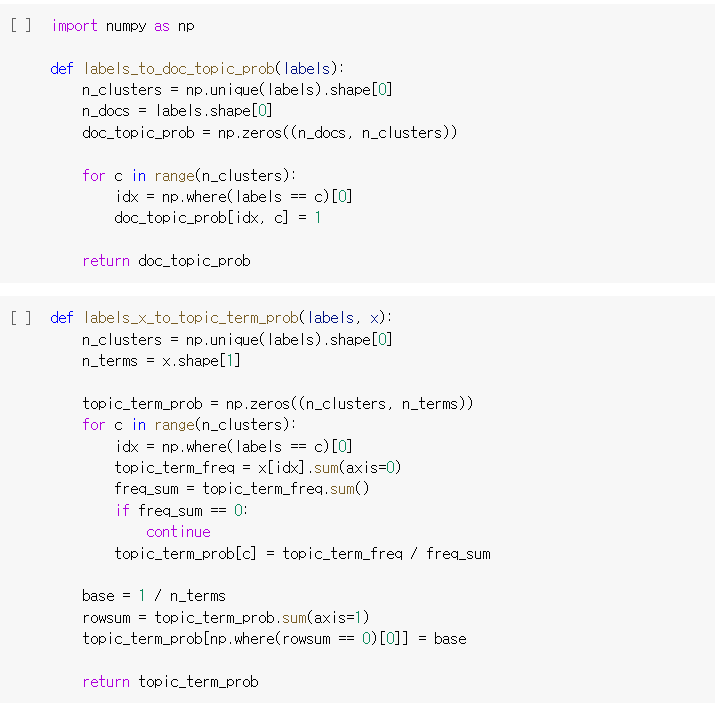 [ ] import numpy as np
def labels_to_doc_topic_prob(labels):
n_clusters = np.unique(labels).shape[0]
n_docs = labels.shape[0]
doc_topic_prob = np.zeros((n_docs, n_clusters))
for c in range(n_clusters):
idx = np.where(labels == c)[0]
doc_topic_prob[idx, c] = 1
return doc_topic_prob
[ ] def labels_x_to_topic_term_prob(labels, x):
n_clusters = np.unique(labels).shape[0]
n_terms = x.shape[1]
topic_term_prob = np.zeros((n_clusters, n_terms))
for c in range(n_clusters):
idx = np.where(labels == c)[0]
topic_term_freq = x[idx].sum(axis=0)
freq_sum = topic_term_freq.sum()
if freq_sum == 0:
continue
topic_term_prob[c] = topic_term_freq / freq_sum
base = 1 / n_terms
rowsum = topic_term_prob.sum(axis=1)
topic_term_prob[np.where(rowsum == 0)[0]] = base
return topic_term_prob